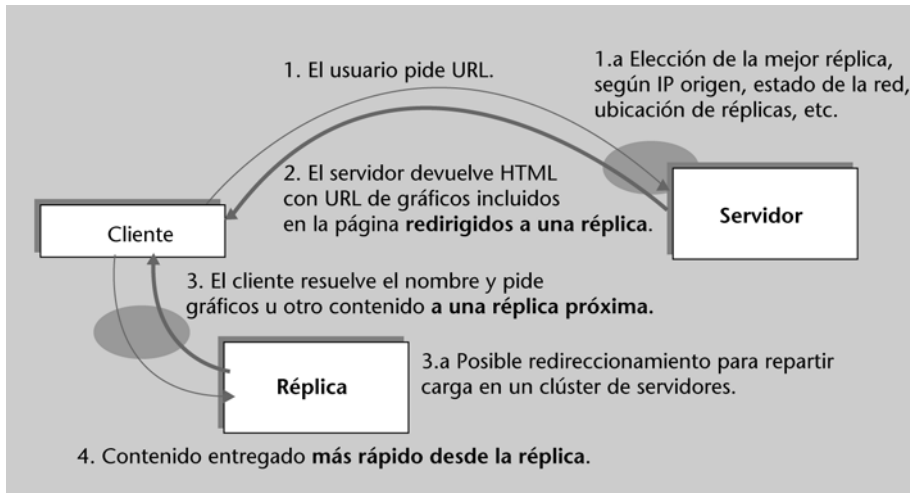 1. El usuario pide URL.
1.a Elección de la mejor réplica,
según IP origen, estado de la red,
ubicación de réplicas, etc.
2. El servidor devuelve HTML
con URL de gráficos incluidos
en la página redirigidos a una réplica.
Servidor
Cliente
3. El cliente resuelve el nombre y pide
gráficos u otro contenido a una réplica próxima.
Réplica
3.a Posible redireccionamiento para repartir
carga en un clúster de servidores.
4. Contenido entregado más rápido desde la réplica.